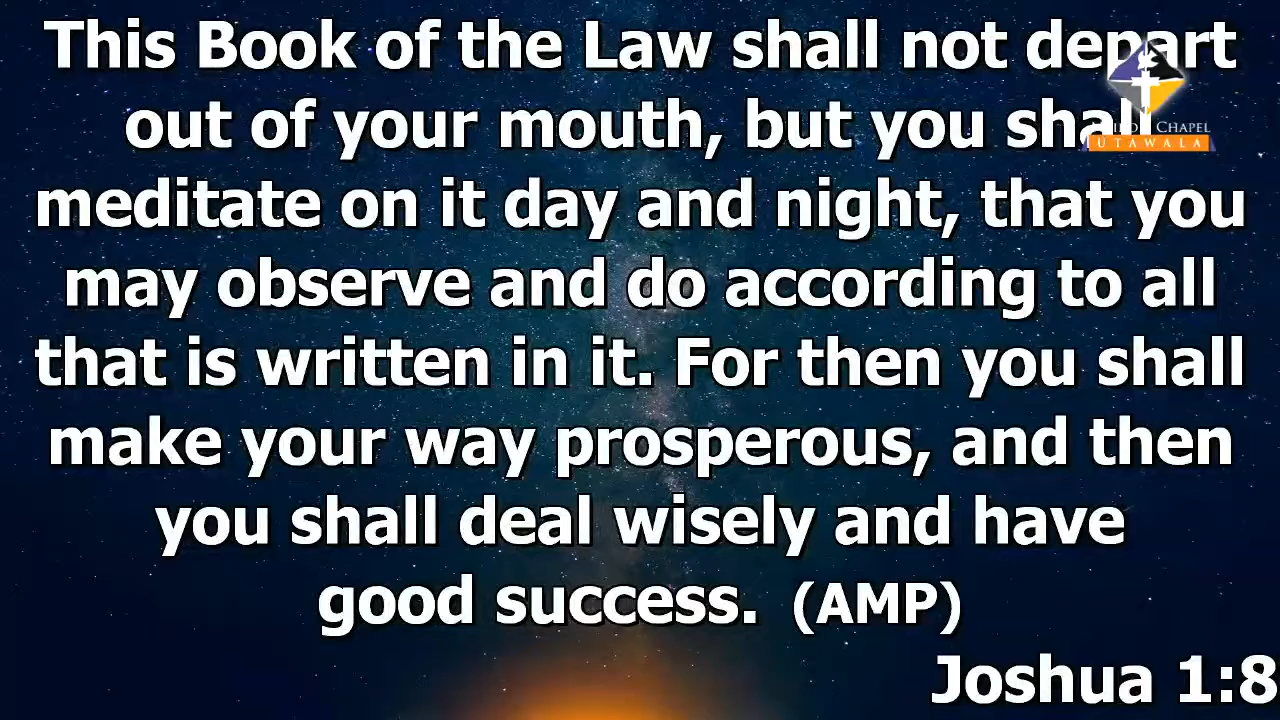 This Book of the Law shall not depart
out of your mouth, but you shall
meditate on it day and night, that you
may observe and do according to all
that is written in it. For then you shall
make your way prosperous, and then
you shall deal wisely and have
good success. (AMP)
Joshua 1:8
CHAPEL
UTAWALA